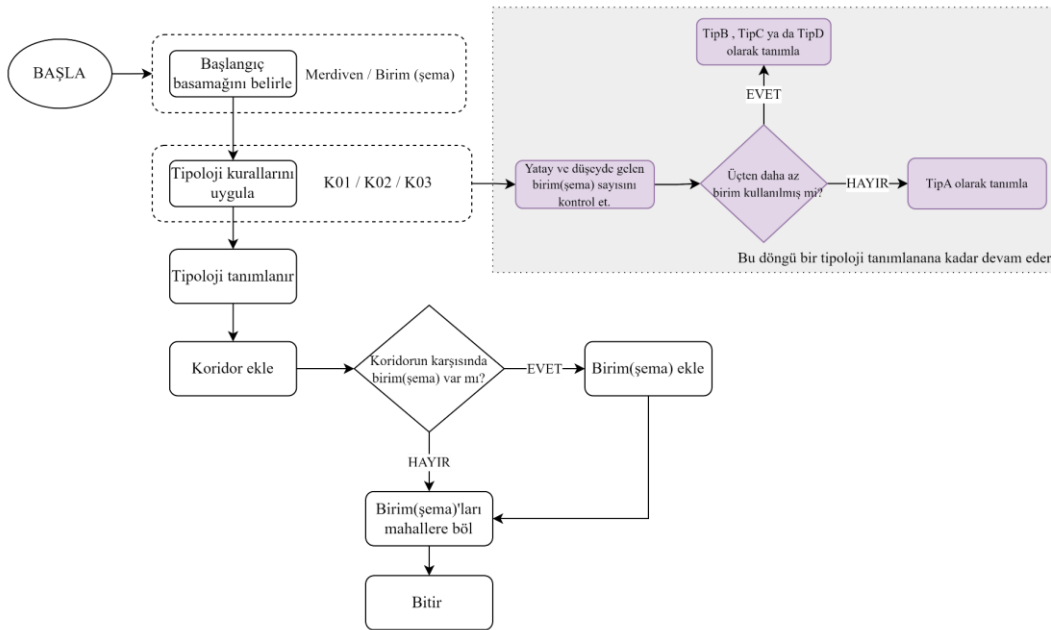 BAŞLA
Başlangıç
basamağını belirle
Merdiven / Birim (şema)
TipB , TipC ya da TipD
olarak tanımla
EVET
Tipoloji kurallarını
uygula
K01 / K02 / K03
Yatay ve düşeyde gelen
birim(şema) sayısını
kontrol et.
Üçten daha az
birim kullanılmış mi?
HAYIR
TipA olarak tanımla
Bu döngü bir tipoloji tanımlanana kadar devam eder
Tipoloji tanımlanır
Koridor ekle
Koridorun karşısında
birim(şema) var mı?
EVET
Birim(şema) ekle
HAYIR
Birim(şema)'ları
mahallere böl
Bitir